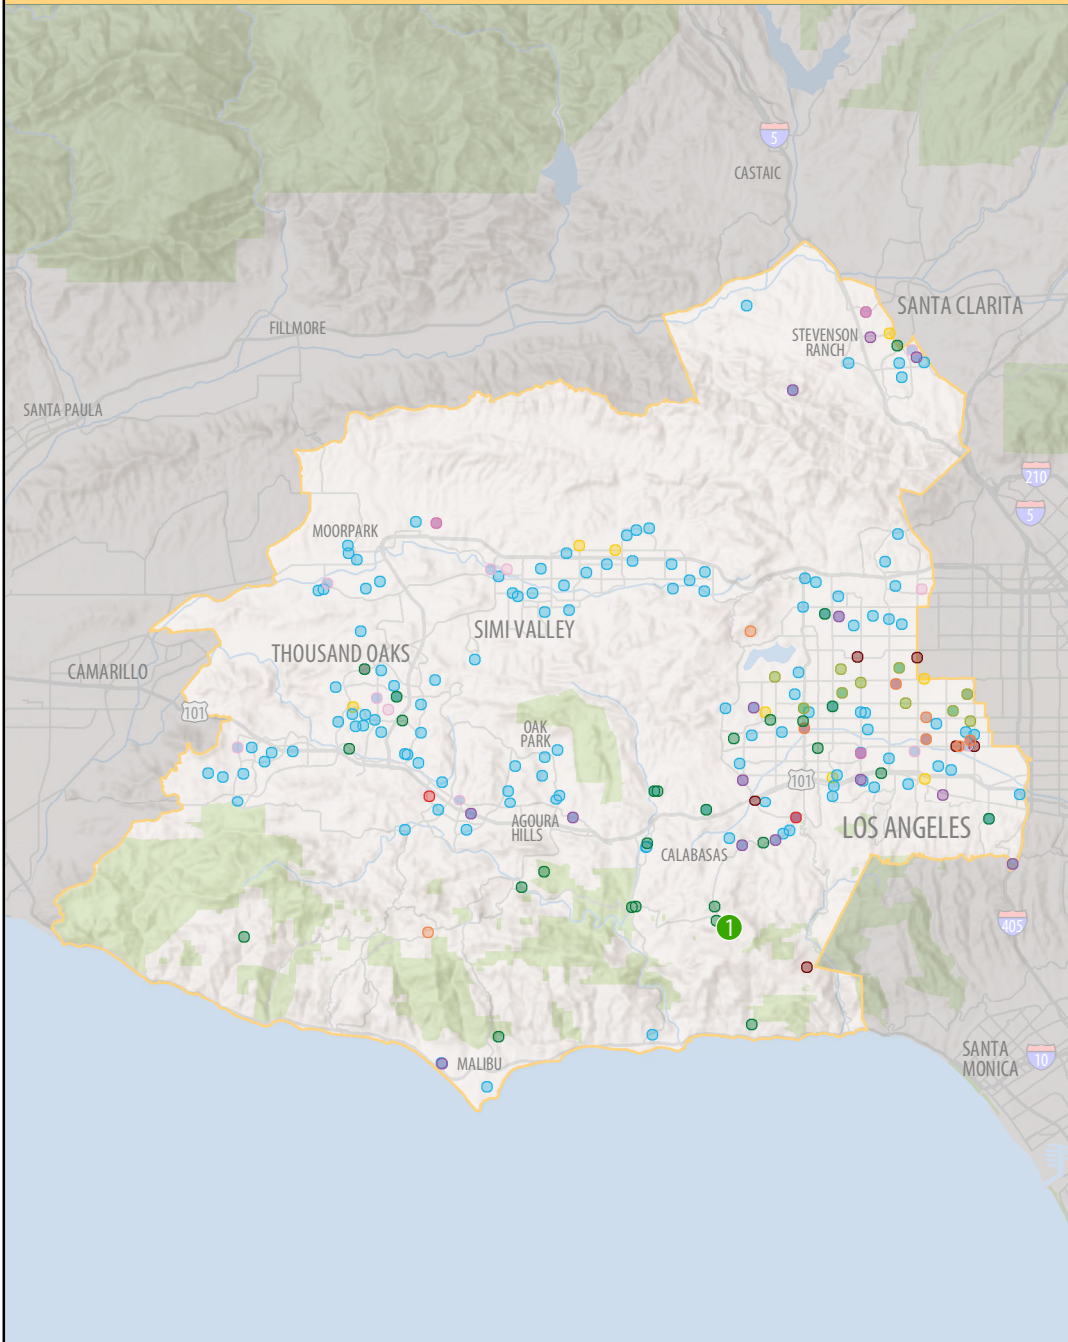 5
CASTAIC
SANTA CLARITA
FILLMORE
STEVENSON
RANCH
SANTA PAULA
210
5
MOORPARK
SIMI VALLEY
THOUSAND OAKS
CAMARILLO
101
OAK
PARK
101
AGOURA
HILLS
LOS ANGELES
CALABASAS
1
405
SANTA
MONICA
10
MALIBU